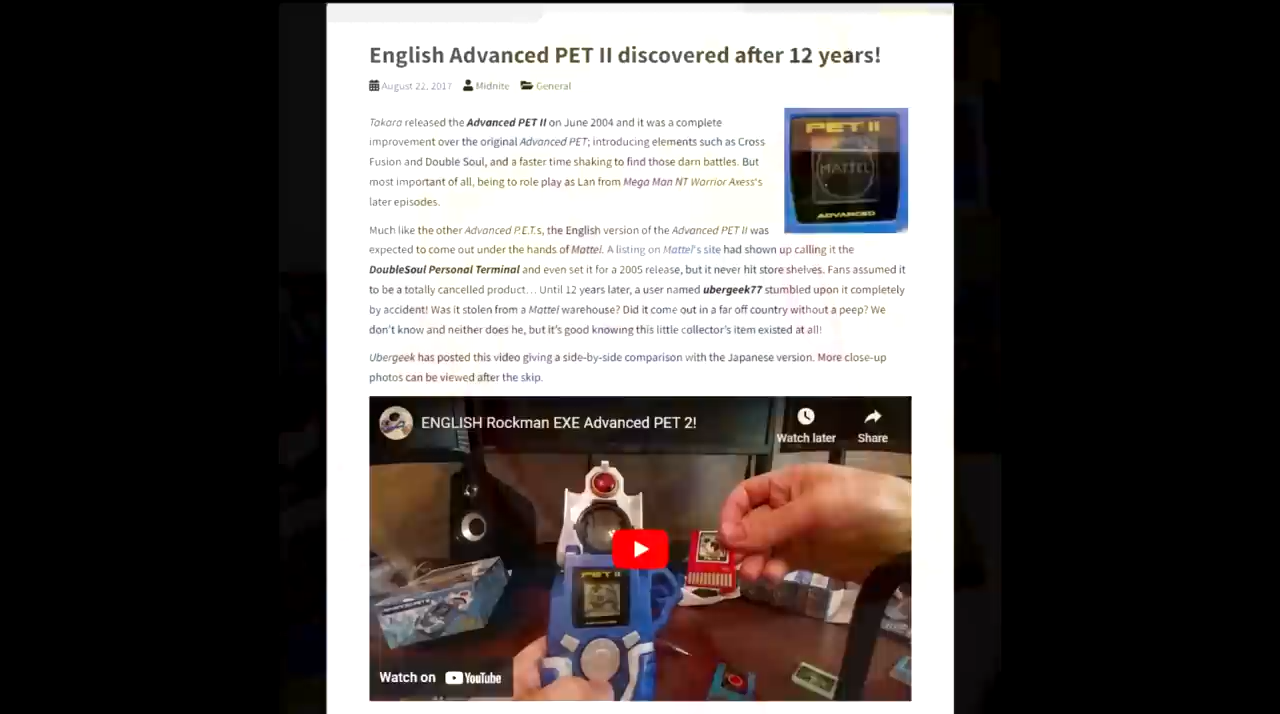 English Advanced PET II discovered after 12 years!
August 22, 2017 Midnite General
Takara released the Advanced PET II on June 2004 and it was a complete
improvement over the original Advanced PET; introducing elements such as Cross
Fusion and Double Soul, and a faster time shaking to find those darn battles. But
most important of all, being to role play as Lan from Mega Man NT Warrior Axess's
later episodes.
PET II
MATTEL
ADVANCED
Much like the other Advanced P.E.T.s, the English version of the Advanced PET II was
expected to come out under the hands of Mattel. A listing on Mattel's site had shown up calling it the
DoubleSoul Personal Terminal and even set it for a 2005 release, but it never hit store shelves. Fans assumed it
to be a totally cancelled product... Until 12 years later, a user named ubergeek77 stumbled upon it completely
by accident! Was it stolen from a Mattel warehouse? Did it come out in a far off country without a peep? We
don't know and neither does he, but it's good knowing this little collector's item existed at all!
Ubergeek has posted this video giving a side-by-side comparison with the Japanese version. More close-up
photos can be viewed after the skip.
ENGLISH Rockman EXE Advanced PET 2!
Watch later Share
PET II
Watch on YouTube